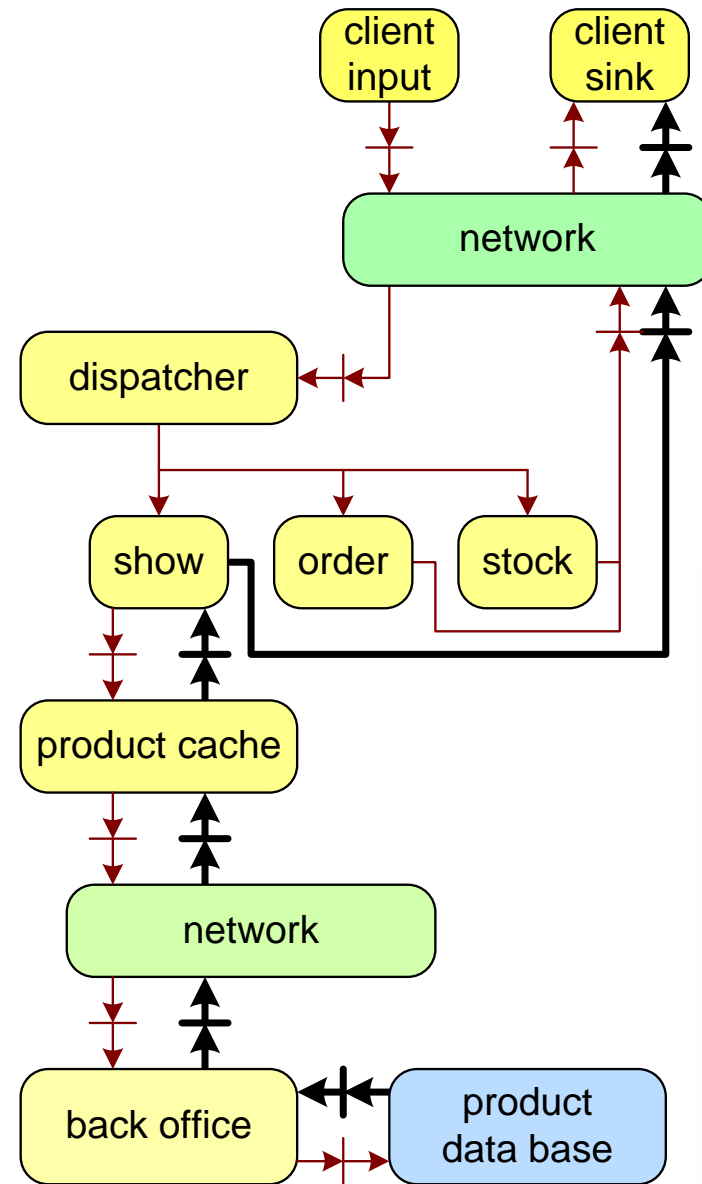 client
input
client
sink
network
dispatcher
show
order
stock
product cache
network
back office
product
data base